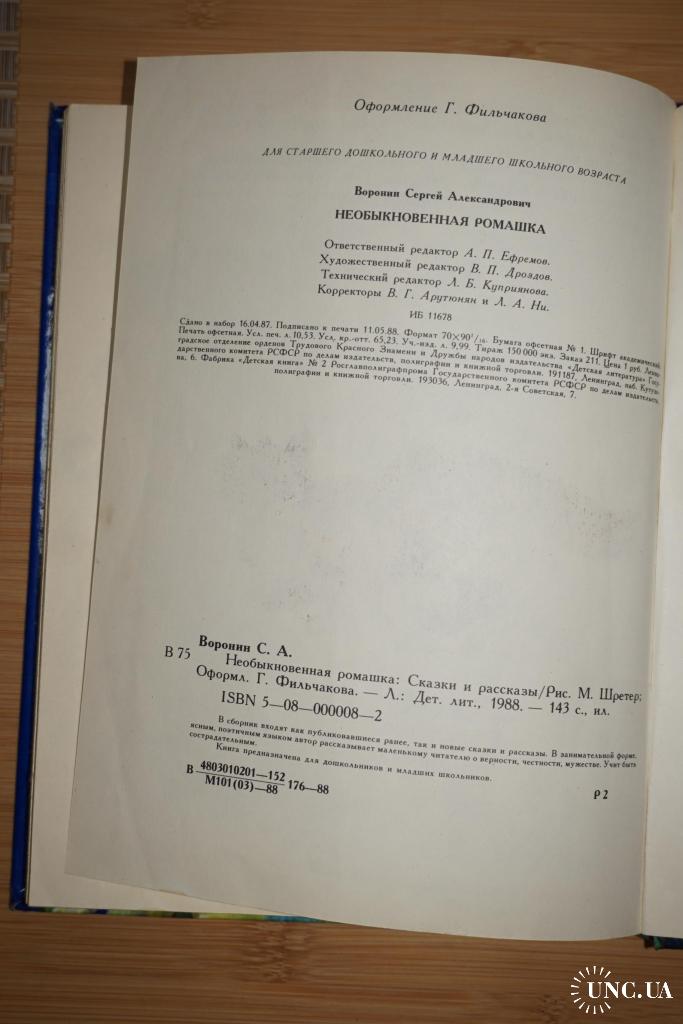 Оформление Г. Фильчакова
ДЛЯ СТАРШЕГО ДОШКОЛЬНОГО И МЛАДШЕГО ШКОЛЬНОГО ВОЗРАСТА
Воронин Сергей Александрович
НЕОБЫКНОВЕННАЯ РОМАШКА
Ответственный редактор А. П. Ефремов.
Художественный редактор В. П. Дроздов.
Технический редактор Л. Б. Куприянова.
Корректоры В. Г. Арутюнян и Л. А. Ни.
ИБ 11678
Сдано в набор 16.04.87. Подписано к печати 11.05.88. Формат 70×90¹/₁₆. Бумага офсетная № 1. Шрифт академический.
Печать офсетная. Усл. печ. л. 10,53. Усл. кр.-отт. 65,23. Уч.-изд. л. 9,99. Тираж 150 000 экз. Заказ 211. Цена 1 руб. Ленин-
градское отделение орденов Трудового Красного Знамени и Дружбы народов издательства «Детская литература» Госу-
дарственного комитета РСФСР по делам издательств, полиграфии и книжной торговли. 191187, Ленинград, наб. Кутузо-
ва, 6. Фабрика «Детская книга» № 2 Росглавполиграфпрома Государственного комитета РСФСР по делам издательств,
полиграфии и книжной торговли. 193036, Ленинград, 2-я Советская, 7.
Воронин С. А.
В 75 Необыкновенная ромашка: Сказки и рассказы/Рис. М. Шретер;
Оформл. Г. Фильчакова. — Л.: Дет. лит., 1988. — 143 с., ил.
ISBN 5—08—000008—2
В сборник входят как публиковавшиеся ранее, так и новые сказки и рассказы. В занимательной форме,
ясным, поэтичным языком автор рассказывает маленькому читателю о верности, честности, мужестве. Учит быть
сострадательным.
Книга предназначена для дошкольников и младших школьников.
В 4803010201—152 176—88
М101(03)—88
Р2
UNC.UA